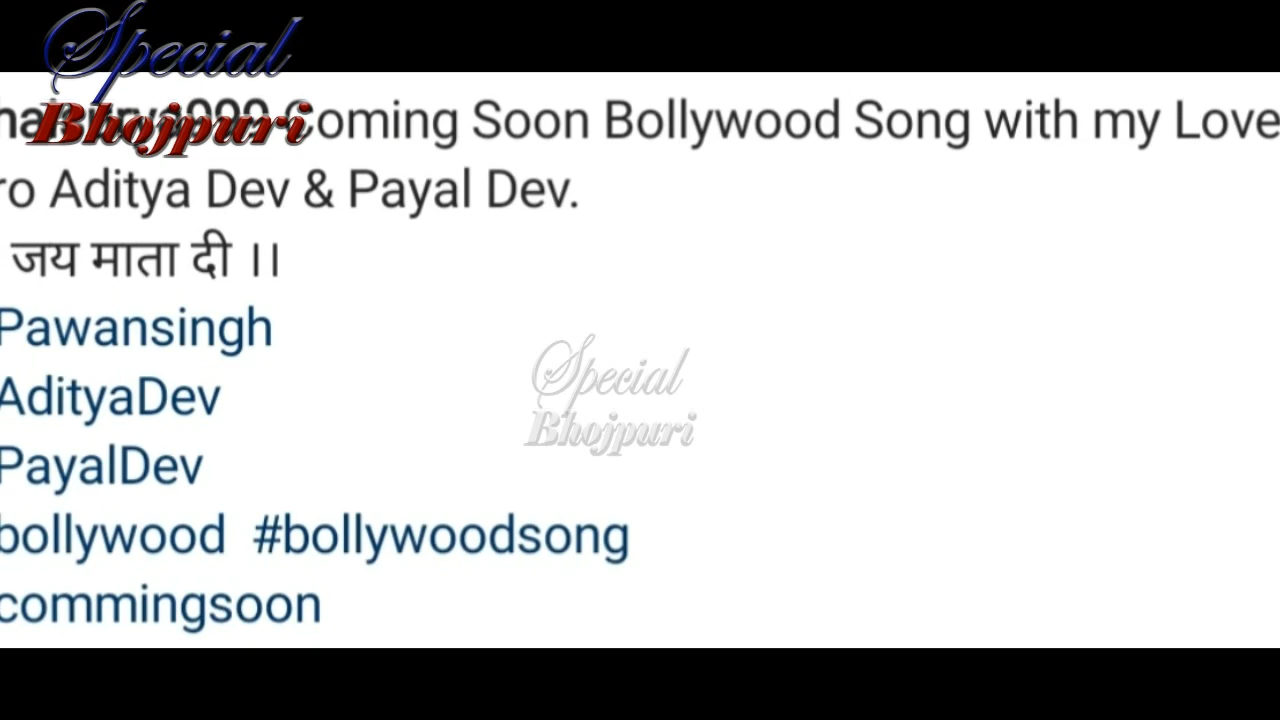 Special
Bhojpuri
Coming Soon Bollywood Song with my Love
ro Aditya Dev & Payal Dev.
जय माता दी ।।
Pawansingh
AdityaDev
PayalDev
bollywood #bollywoodsong
commingsoon
Special
Bhojpuri